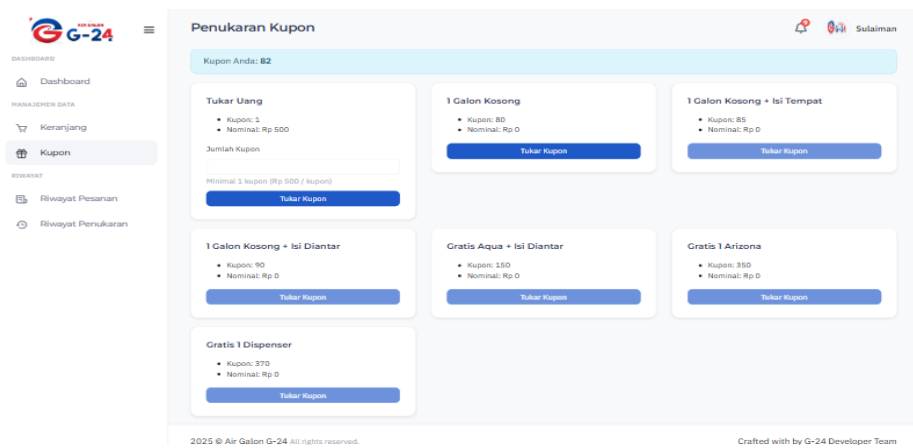 AIR GALON
G-24
DASHBOARD
Dashboard
MANAJEMEN DATA
Keranjang
Kupon
RIWAYAT
Riwayat Pesanan
Riwayat Penukaran
Penukaran Kupon
Sulaiman
Kupon Anda: 82
Tukar Uang
Kupon: 1
Nominal: Rp 500
Jumlah Kupon
Minimal 1 kupon (Rp 500 / kupon)
Tukar Kupon
1 Galon Kosong
Kupon: 80
Nominal: Rp 0
Tukar Kupon
1 Galon Kosong + Isi Tempat
Kupon: 85
Nominal: Rp 0
Tukar Kupon
1 Galon Kosong + Isi Diantar
Kupon: 90
Nominal: Rp 0
Tukar Kupon
Gratis Aqua + Isi Diantar
Kupon: 150
Nominal: Rp 0
Tukar Kupon
Gratis 1 Arizona
Kupon: 350
Nominal: Rp 0
Tukar Kupon
Gratis 1 Dispenser
Kupon: 370
Nominal: Rp 0
Tukar Kupon
2025 © Air Galon G-24 All rights reserved.
Crafted with by G-24 Developer Team